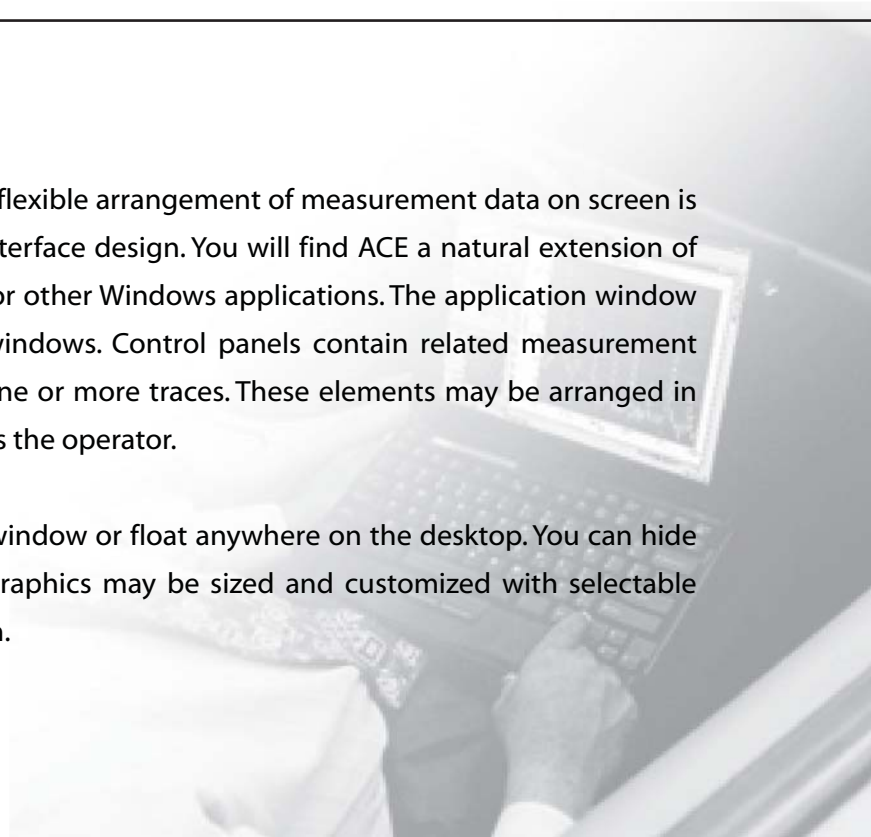 flexible arrangement of measurement data on screen is
terface design. You will find ACE a natural extension of
or other Windows applications. The application window
windows. Control panels contain related measurement
ne or more traces. These elements may be arranged in
s the operator.
window or float anywhere on the desktop. You can hide
raphics may be sized and customized with selectable